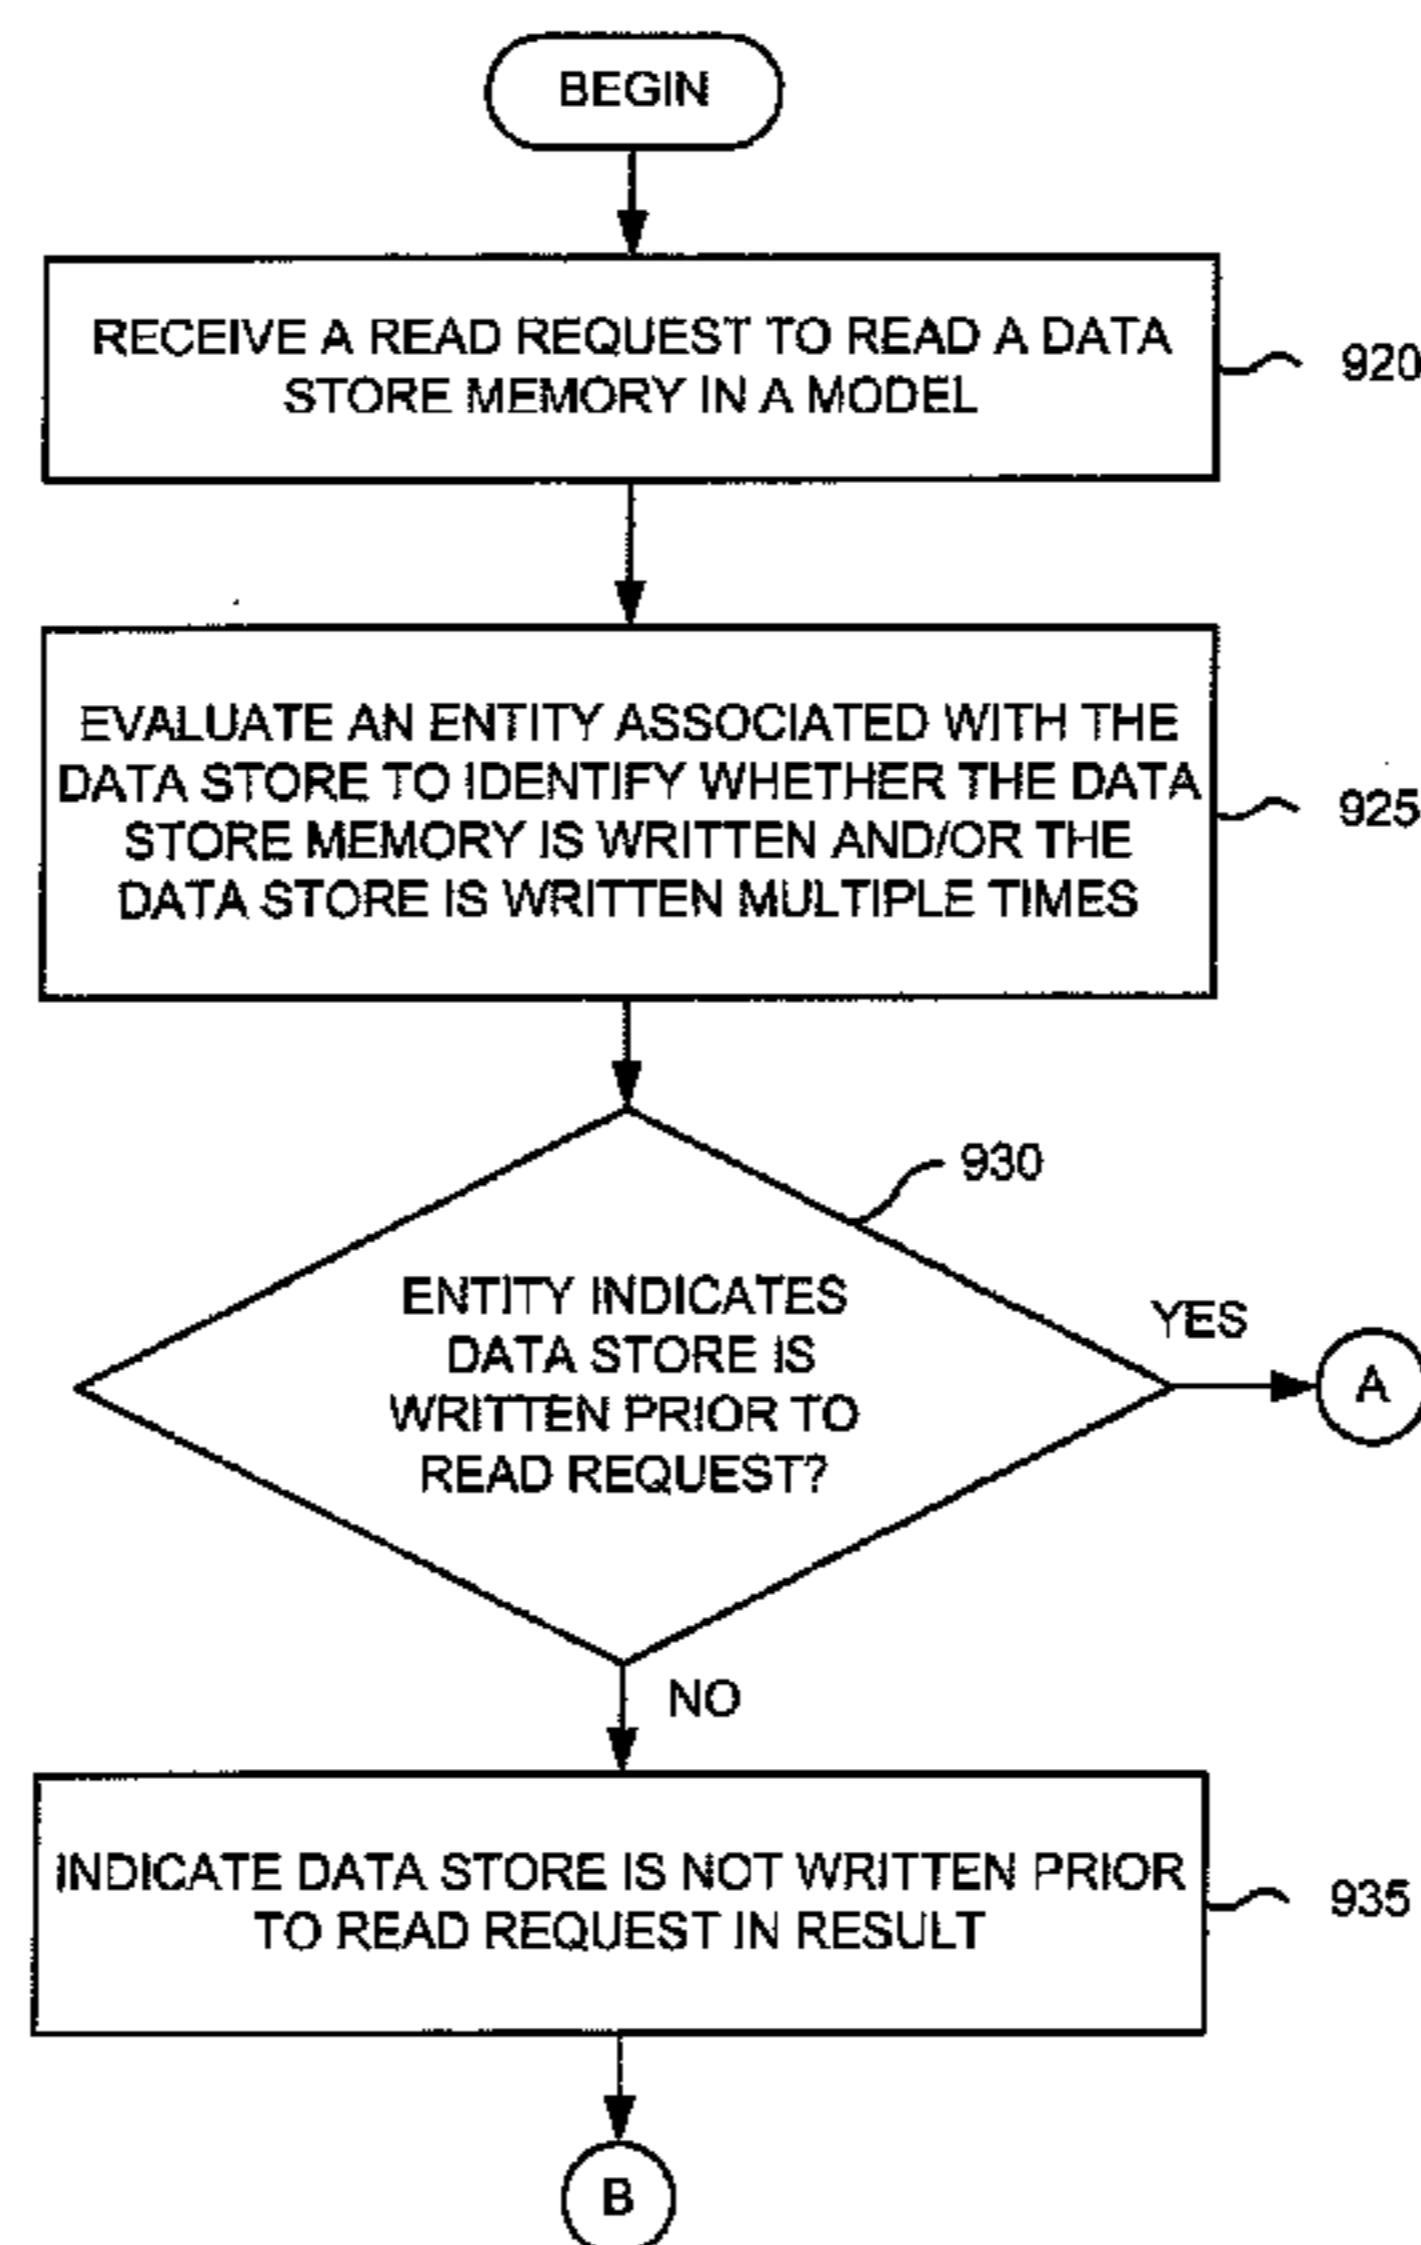 BEGIN
RECEIVE A READ REQUEST TO READ A DATA
STORE MEMORY IN A MODEL
920
EVALUATE AN ENTITY ASSOCIATED WITH THE
DATA STORE TO IDENTIFY WHETHER THE DATA
STORE MEMORY IS WRITTEN AND/OR THE
DATA STORE IS WRITTEN MULTIPLE TIMES
925
930
ENTITY INDICATES
DATA STORE IS
WRITTEN PRIOR TO
READ REQUEST?
YES
A
NO
INDICATE DATA STORE IS NOT WRITTEN PRIOR
TO READ REQUEST IN RESULT
935
B